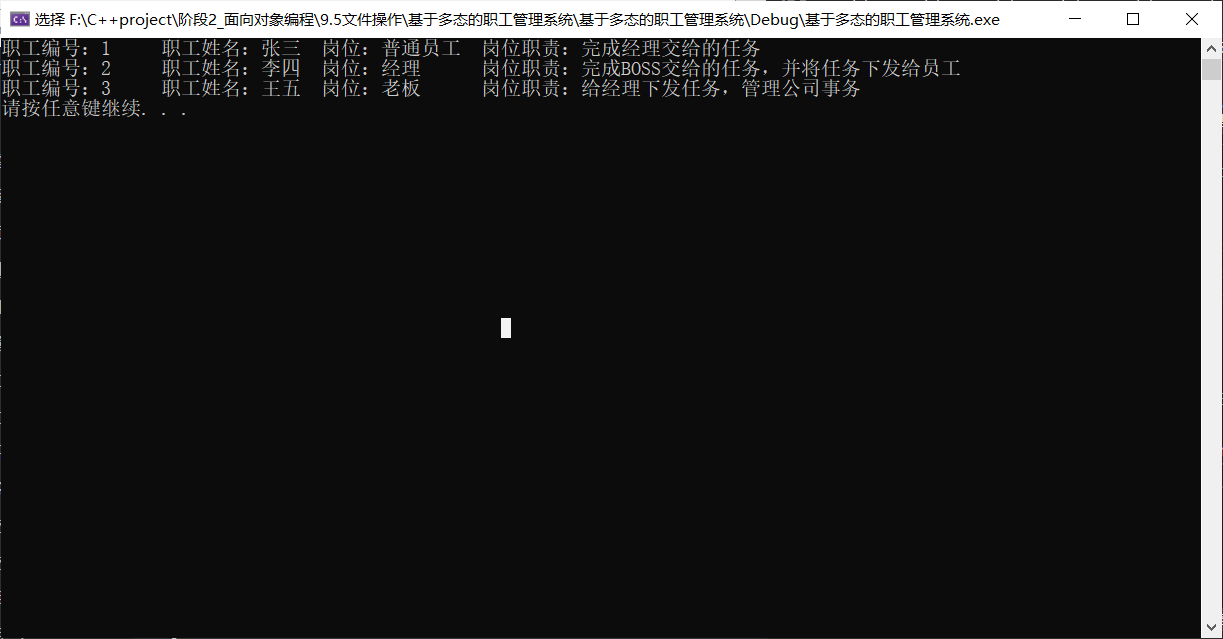 选择 F:\C++project\阶段2_面向对象编程\9.5文件操作\基于多态的职工管理系统\基于多态的职工管理系统\Debug\基于多态的职工管理系统.exe
职工编号：1 职工姓名：张三 岗位：普通员工 岗位职责：完成经理交给的任务
职工编号：2 职工姓名：李四 岗位：经理 岗位职责：完成BOSS交给的任务，并将任务下发给员工
职工编号：3 职工姓名：王五 岗位：老板 岗位职责：给经理下发任务，管理公司事务
请按任意键继续. . .